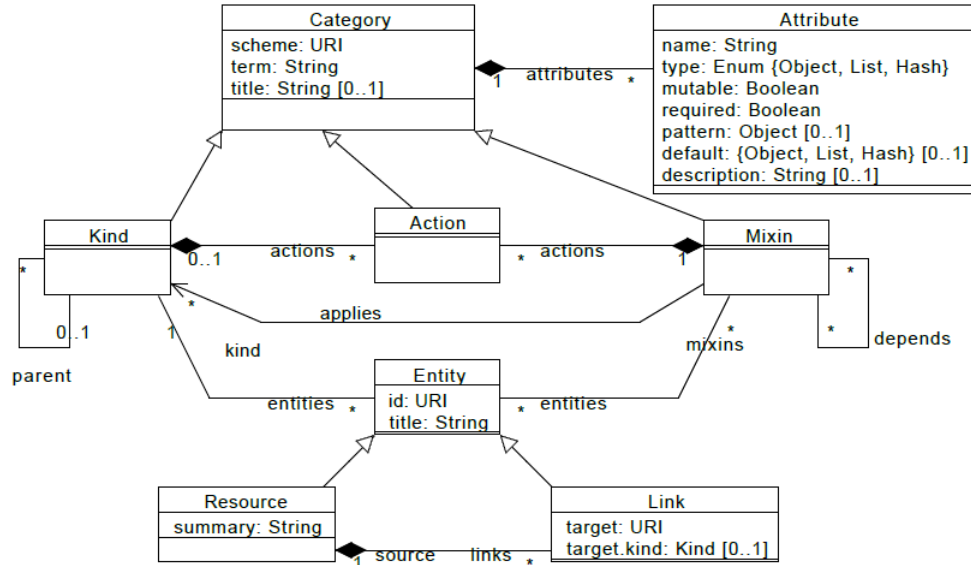 Category
scheme: URI
term: String
title: String [0..1]
Attribute
name: String
type: Enum {Object, List, Hash}
mutable: Boolean
required: Boolean
pattern: Object [0..1]
default: {Object, List, Hash} [0..1]
description: String [0..1]
1 attributes *
Kind
Action
Mixin
0..1 actions * * actions 1
* * *
applies
0..1 1 * * depends
kind mixins
parent
Entity
id: URI
title: String
entities * * entities
Resource
summary: String
Link
target: URI
target.kind: Kind [0..1]
1 source links *